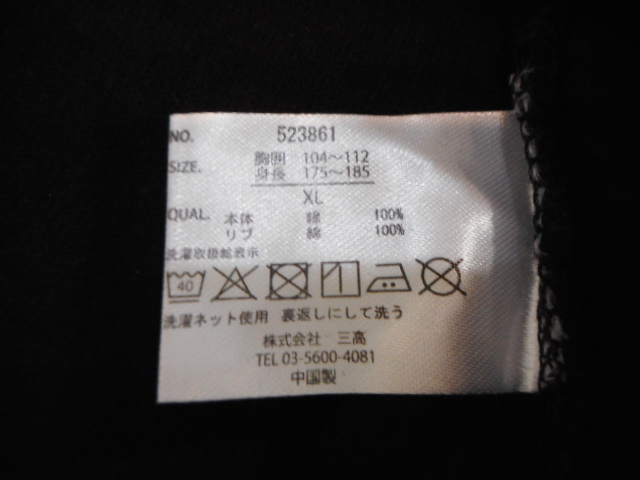 NO. 523861
SIZE. 胸囲 104〜112
身長 175〜185
XL
QUAL. 本体 綿 100%
リブ 綿 100%
洗濯取扱絵表示
40
洗濯ネット使用 裏返しにして洗う
株式会社 三高
TEL 03-5600-4081
中国製